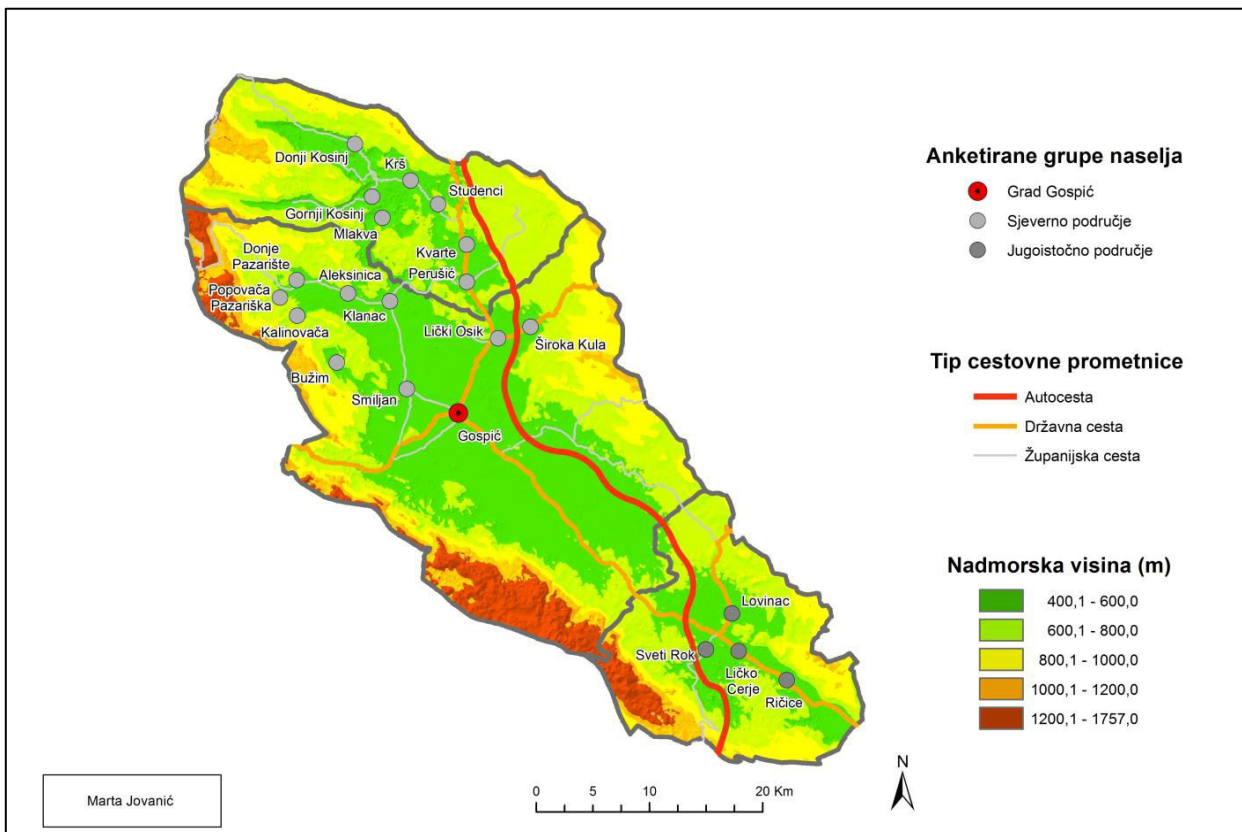 Donji Kosinj
Krš
Studenci
Gornji Kosinj
Mlakva
Kvarte
Donje
Pazarište
Aleksinica
Perušić
Popovača
Pazariška
Klanac
Kalinovača
Lički Osik
Široka Kula
Bužim
Smiljan
Gospić
Lovinac
Sveti Rok
Ličko
Cerje
Ričice
Anketirane grupe naselja
Grad Gospić
Sjeverno područje
Jugoistočno područje
Tip cestovne prometnice
Autocesta
Državna cesta
Županijska cesta
Nadmorska visina (m)
400,1 - 600,0
600,1 - 800,0
800,1 - 1000,0
1000,1 - 1200,0
1200,1 - 1757,0
Marta Jovanić
0 5 10 20 Km
N